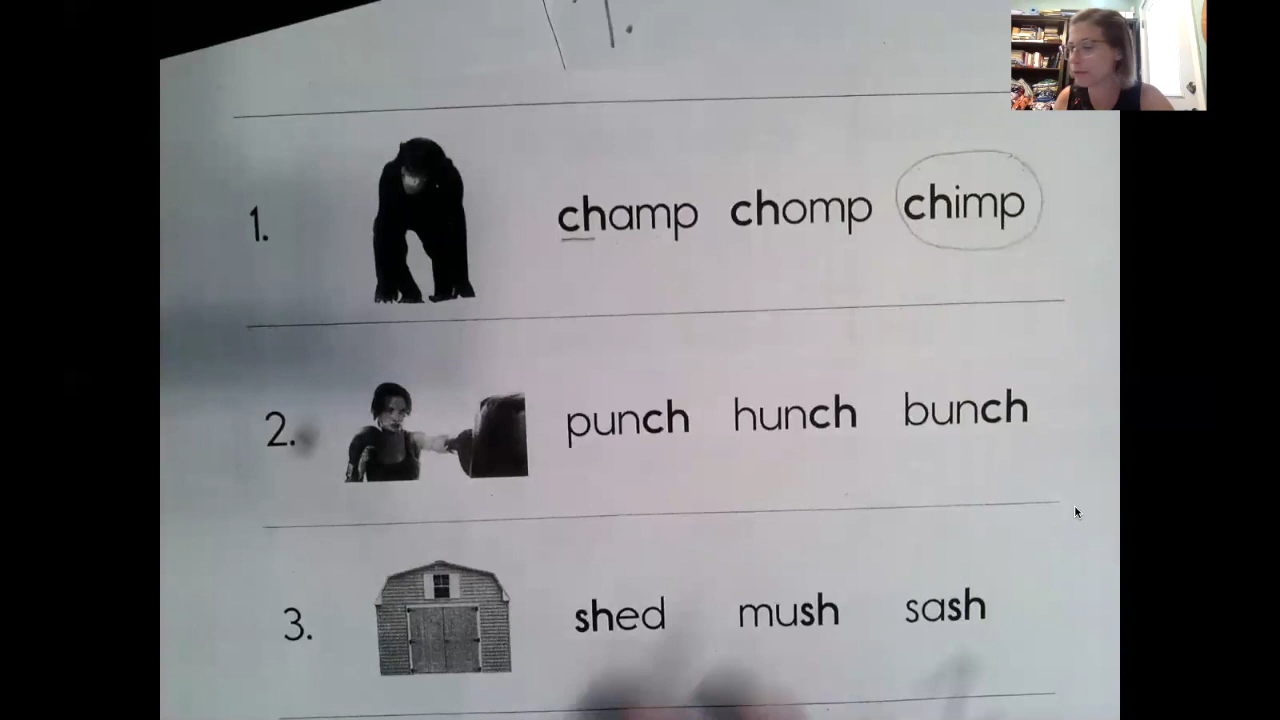 1. champ chomp chimp
2. punch hunch bunch
3. shed mush sash